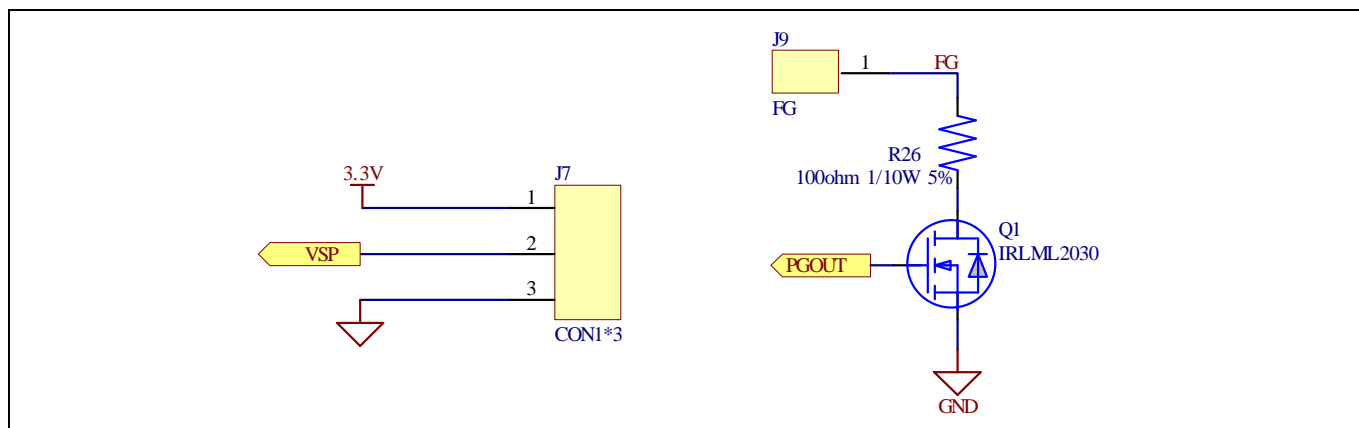 J9
1
FG
FG
R26
100ohm 1/10W 5%
3.3V
J7
1
VSP
2
3
CON1*3
Q1
IRLML2030
PGOUT
GND